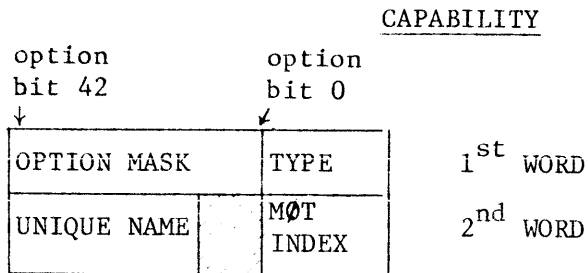 CAPABILITY
option option
bit 42 bit 0
OPTION MASK TYPE 1st WORD
UNIQUE NAME MØT INDEX 2nd WORD